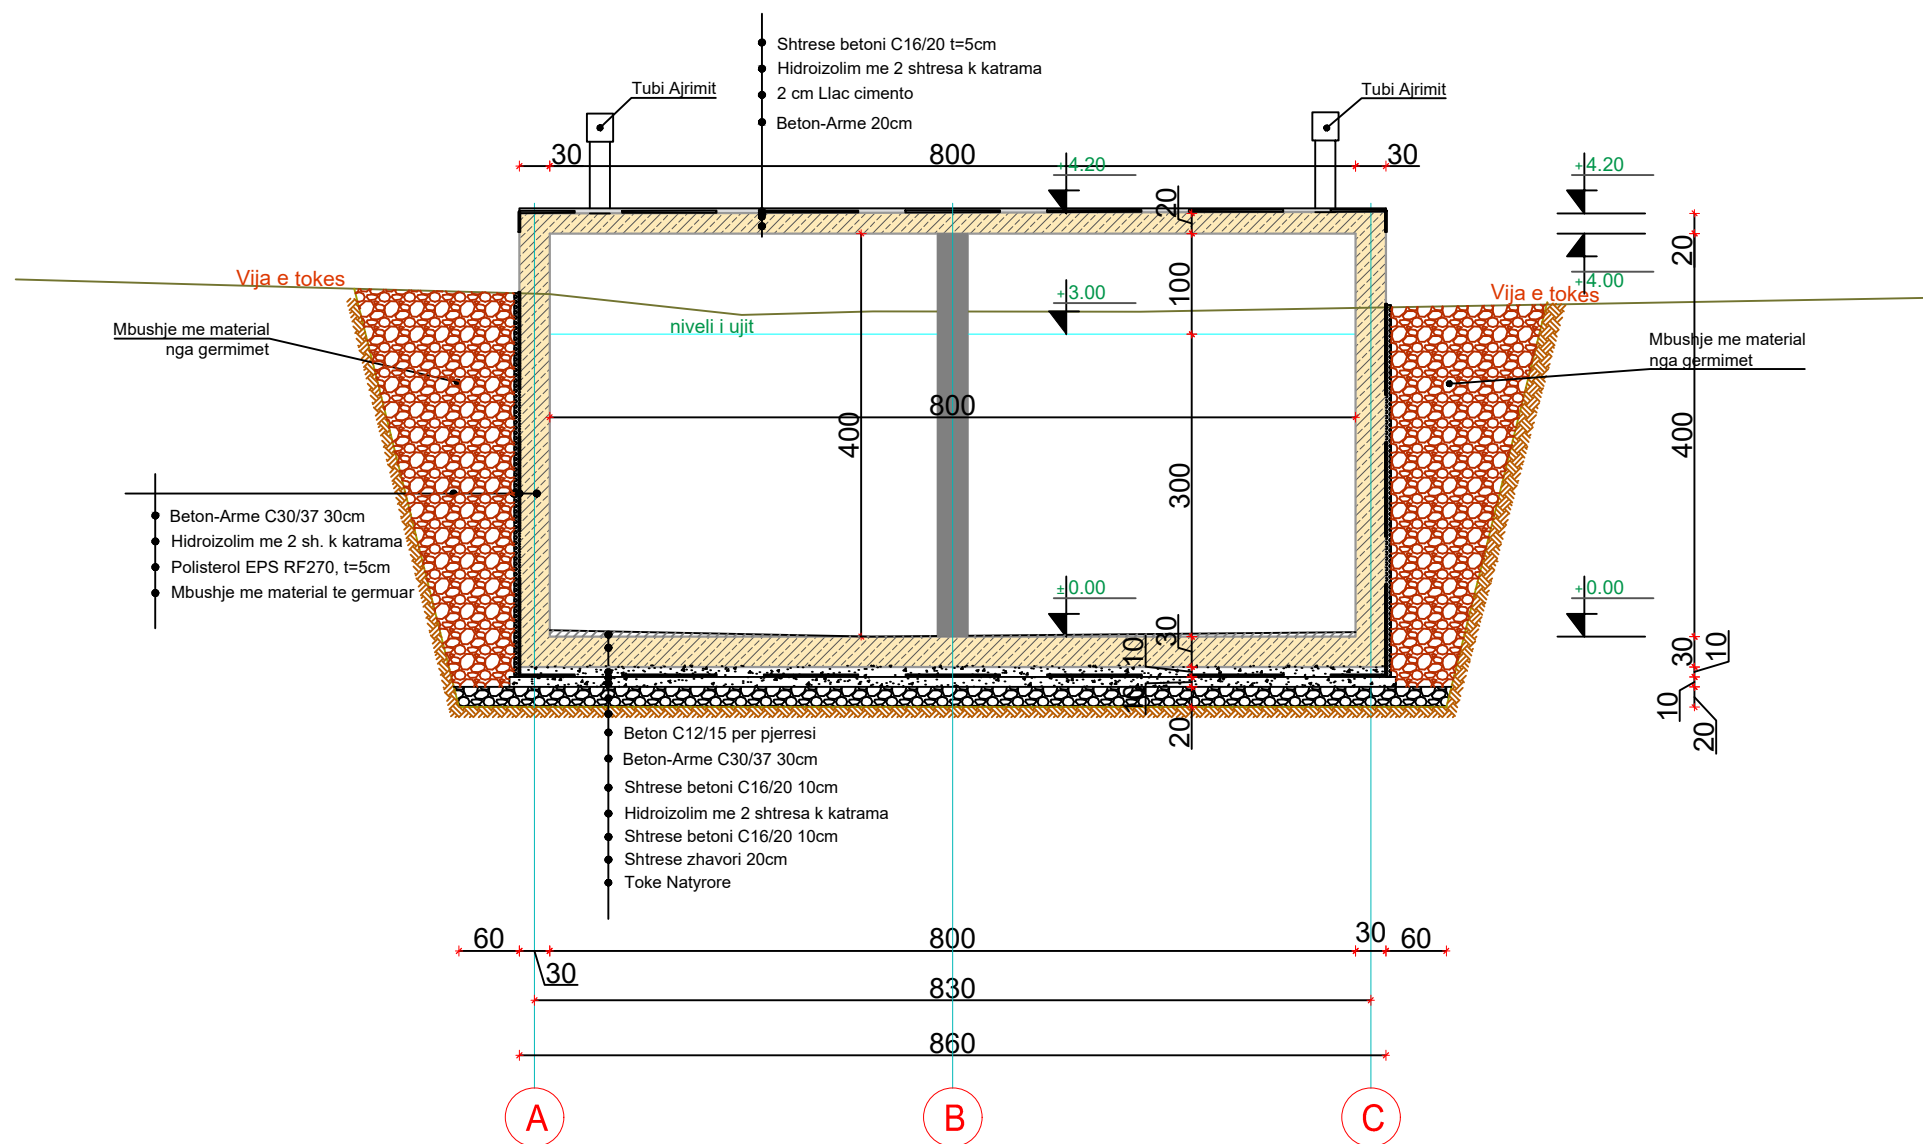 Shtrese betoni C16/20 t=5cm
Hidroizolim me 2 shtresa k katrama
2 cm Llac cimento
Beton-Arme 20cm
Tubi Ajrimit
Tubi Ajrimit
30
800
30
+4.20
+4.20
20
20
+4.00
Vija e tokes
Vija e tokes
100
+3.00
niveli i ujit
Mbushje me material
nga germimet
Mbushje me material
nga germimet
800
400
400
300
Beton-Arme C30/37 30cm
Hidroizolim me 2 sh. k katrama
Polisterol EPS RF270, t=5cm
Mbushje me material te germuar
±0.00
+0.00
30
10
10
20
30
10
10
20
Beton C12/15 per pjerresi
Beton-Arme C30/37 30cm
Shtrese betoni C16/20 10cm
Hidroizolim me 2 shtresa k katrama
Shtrese betoni C16/20 10cm
Shtrese zhavori 20cm
Toke Natyrore
60
30
800
30
60
830
860
A
B
C